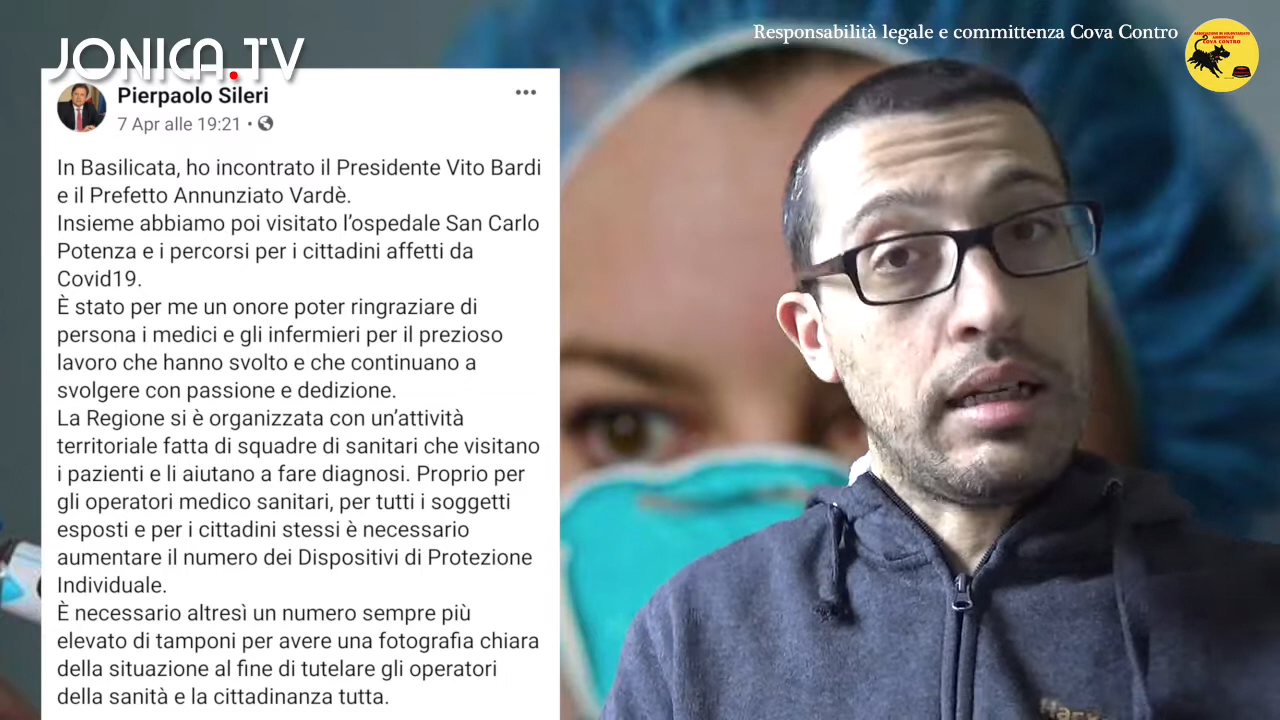 JONICA.TV
Responsabilità legale e committenza Cova Contro
ASSOCIAZIONE DI VOLONTARIATO
AMBIENTALE
COVA CONTRO
Pierpaolo Sileri
7 Apr alle 19:21 •
In Basilicata, ho incontrato il Presidente Vito Bardi
e il Prefetto Annunziato Vardè.
Insieme abbiamo poi visitato l’ospedale San Carlo
Potenza e i percorsi per i cittadini affetti da
Covid19.
È stato per me un onore poter ringraziare di
persona i medici e gli infermieri per il prezioso
lavoro che hanno svolto e che continuano a
svolgere con passione e dedizione.
La Regione si è organizzata con un’attività
territoriale fatta di squadre di sanitari che visitano
i pazienti e li aiutano a fare diagnosi. Proprio per
gli operatori medico sanitari, per tutti i soggetti
esposti e per i cittadini stessi è necessario
aumentare il numero dei Dispositivi di Protezione
Individuale.
È necessario altresì un numero sempre più
elevato di tamponi per avere una fotografia chiara
della situazione al fine di tutelare gli operatori
della sanità e la cittadinanza tutta.